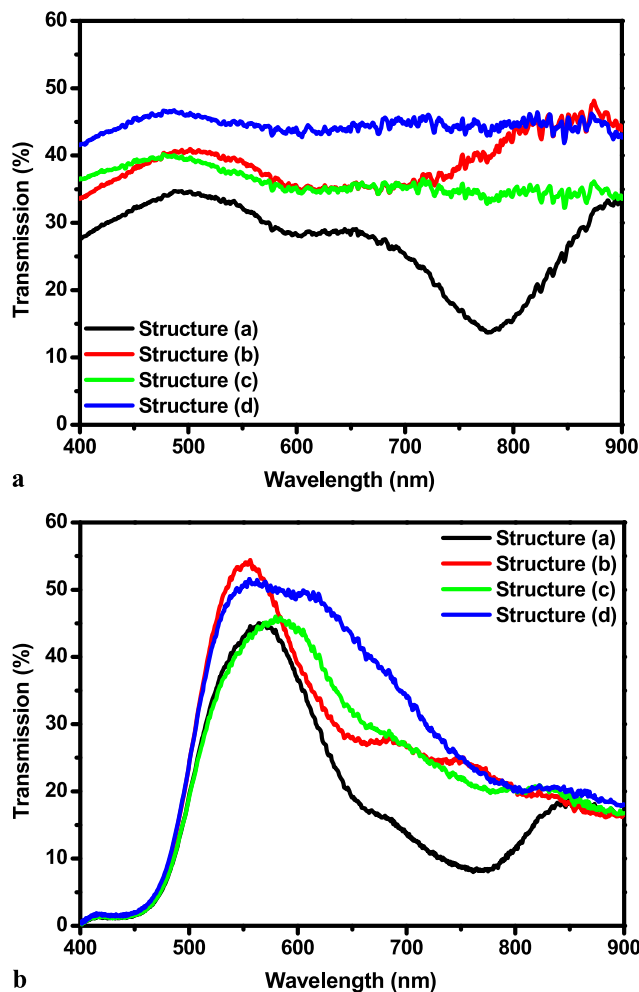 60
50
40
30
20
10
0
Transmission (%)
Structure (a)
Structure (b)
Structure (c)
Structure (d)
400 500 600 700 800 900
Wavelength (nm)
a
60
50
40
30
20
10
0
Transmission (%)
Structure (a)
Structure (b)
Structure (c)
Structure (d)
400 500 600 700 800 900
Wavelength (nm)
b